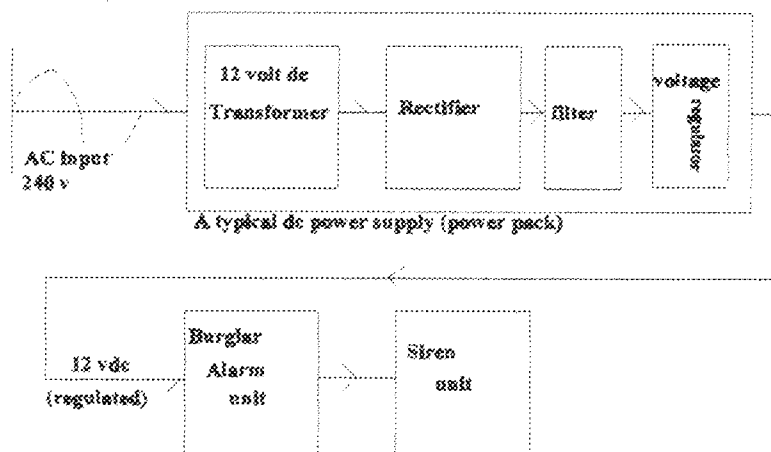 AC Input
240 v
12 volt dc
Transformer
Rectifier
filter
voltage
regulator
A typical dc power supply (power pack)
12 vdc
(regulated)
Burglar
Alarm
unit
Siren
unit